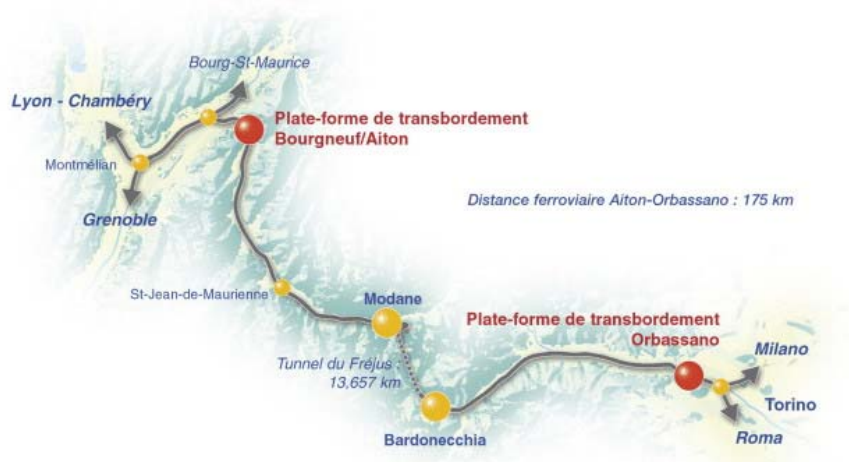 Bourg-St-Maurice
Lyon - Chambéry
Plate-forme de transbordement
Bourgneuf/Aiton
Montmélian
Distance ferroviaire Aiton-Orbassano : 175 km
Grenoble
St-Jean-de-Maurienne
Modane
Plate-forme de transbordement
Orbassano
Tunnel du Fréjus :
13,657 km
Milano
Torino
Bardonecchia
Roma